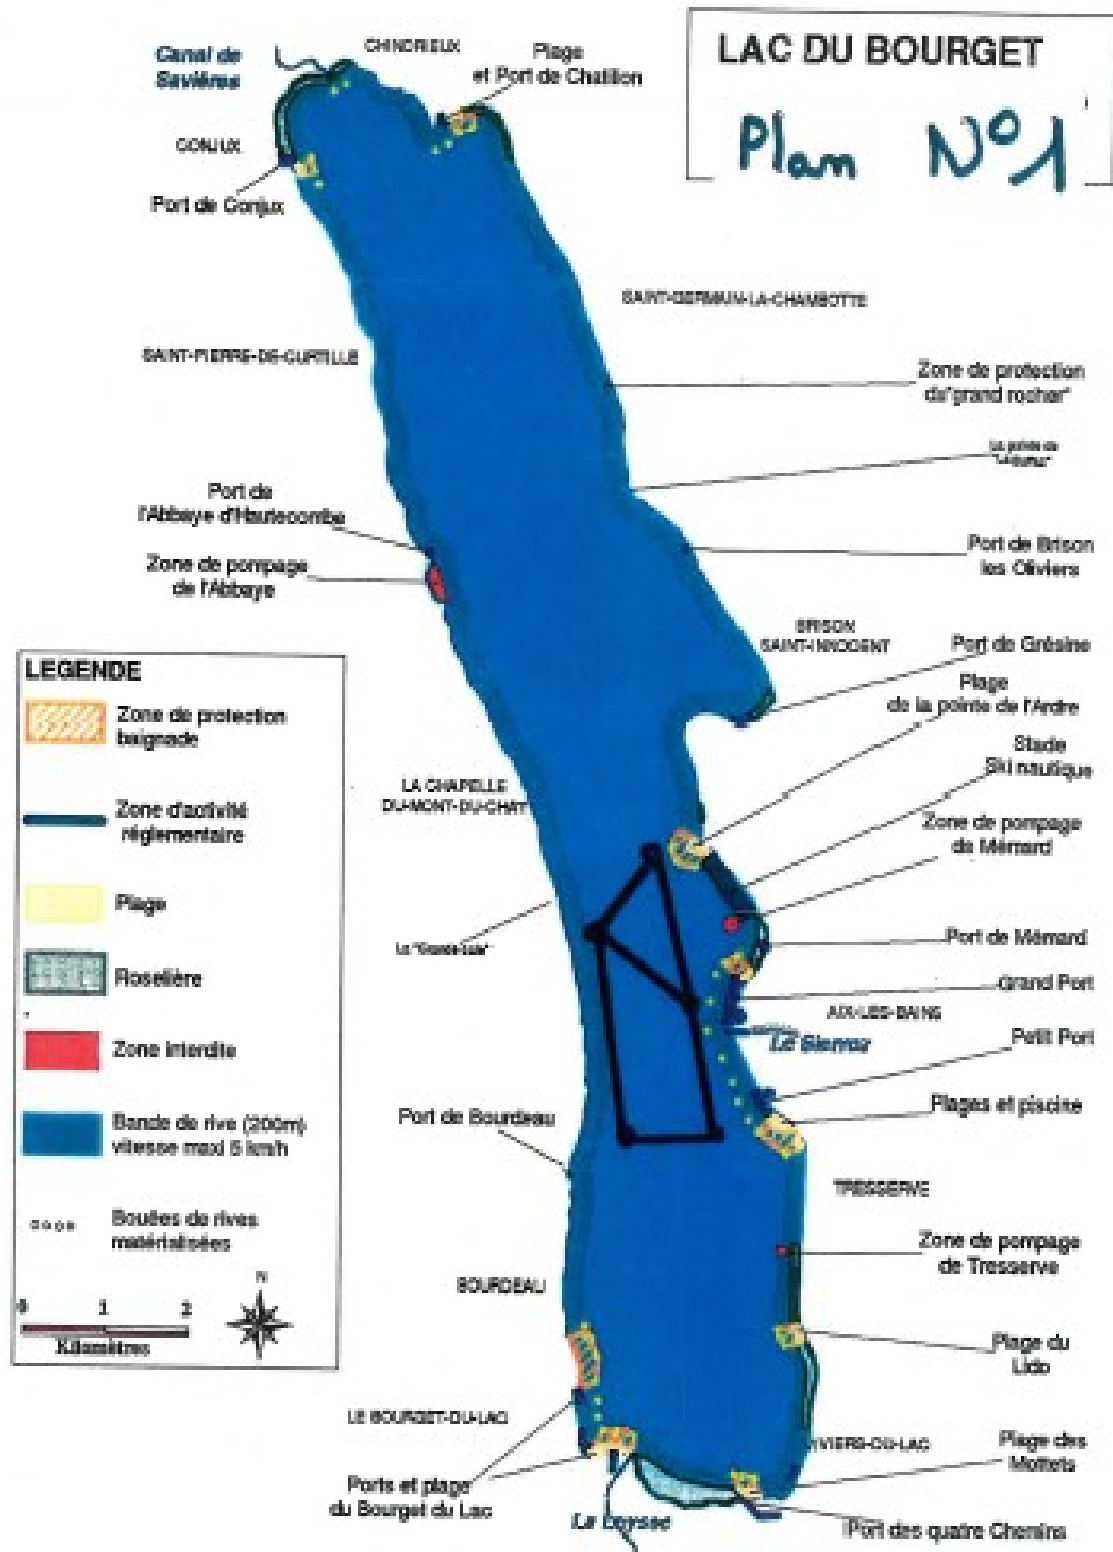 LAC DU BOURGET
Plan N°1
Canal de
Savières
CHINDRIEUX
Plage
et Port de Chatillon
CONJUX
Port de Conjux
SAINT-GERMAIN-LA-CHAMBOTTE
SAINT-PIERRE-DE-CURTILLE
Zone de protection
du "grand rocher"
La pointe de
Port de
l'Abbaye d'Hautecombe
Zone de pompage
de l'Abbaye
Port de Brison
les Oliviers
BRISON
SAINT-INNOCENT
Port de Grésine
Plage
de la pointe de l'Ardre
Stade
Ski nautique
Zone de pompage
de Mémard
LA CHAPELLE
DU-MONT-DU-CHAT
Port de Mémard
Grand Port
AIX-LES-BAINS
Le Sierroz
Petit Port
Plages et piscine
Port de Bourdeau
TRESSERVE
Zone de pompage
de Tresserve
BOURDEAU
Plage du
Lido
LE BOURGET-DU-LAC
VIVIERS-DU-LAC
Plage des
Mottets
Ports et plage
du Bourget du Lac
La Leysse
Port des quatre Chemins
LEGENDE
Zone de protection
baignade
Zone d'activité
réglementaire
Plage
Roselière
Zone interdite
Bande de rive (200m)
vitesse maxi 5 km/h
Bouées de rives
matérialisées
N
0 1 2
Kilomètres